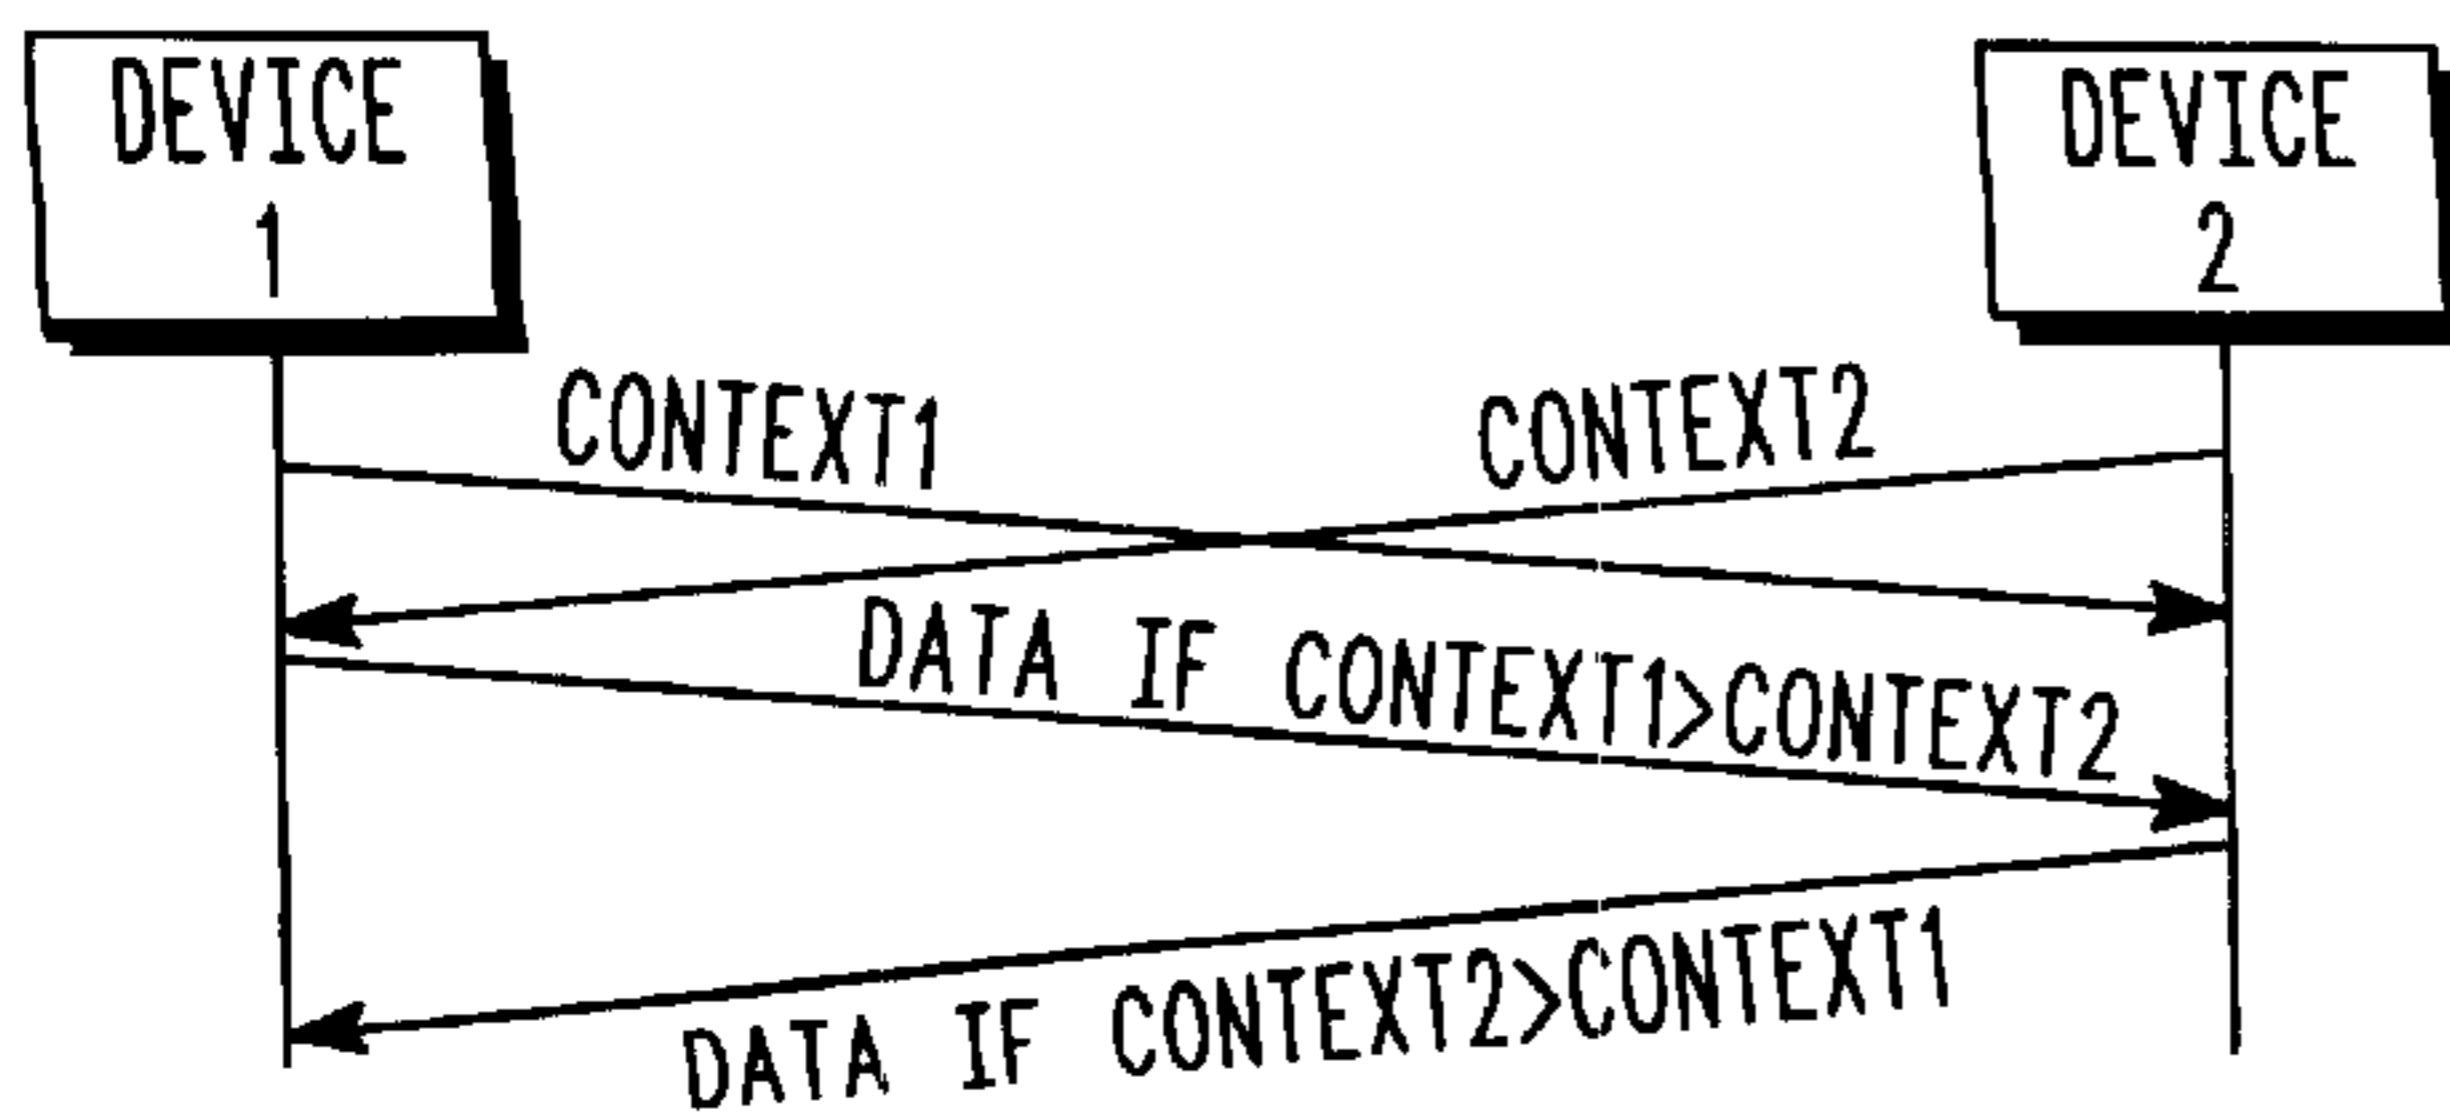 DEVICE
1
DEVICE
2
CONTEXT1
CONTEXT2
DATA IF CONTEXT1>CONTEXT2
DATA IF CONTEXT2>CONTEXT1